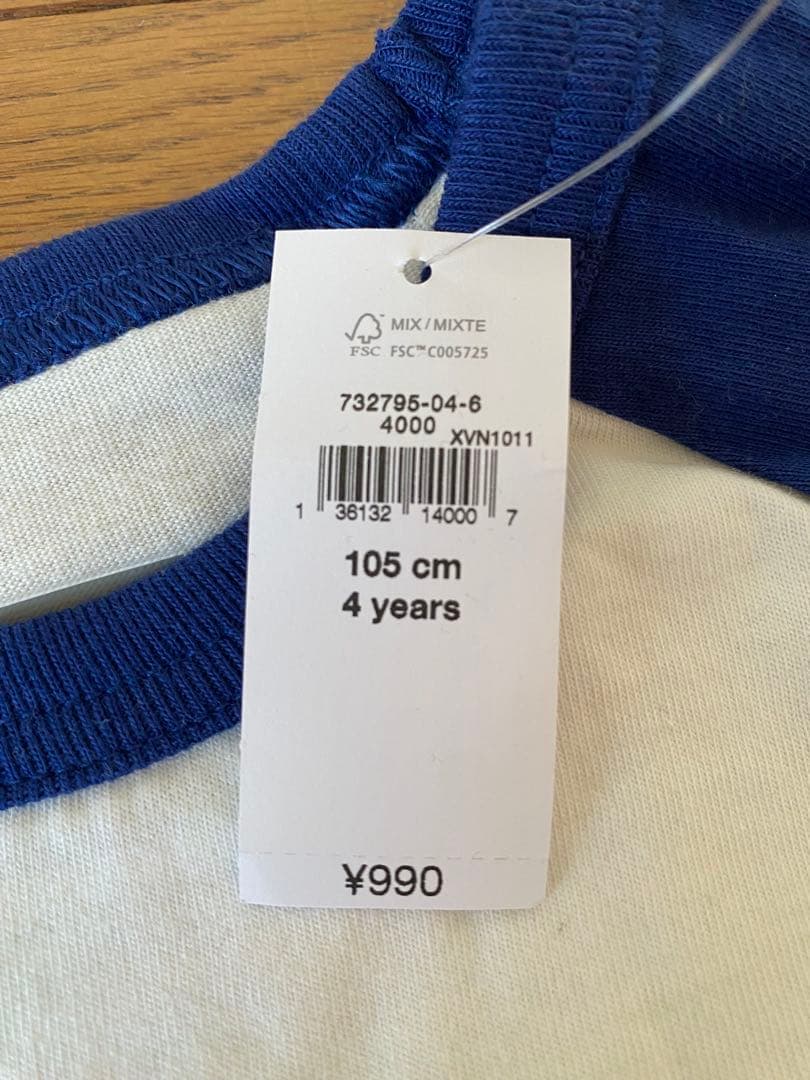 MIX / MIXTE
FSC FSC™ C005725
732795-04-6
4000 XVN1011
1 36132 14000 7
105 cm
4 years
¥990